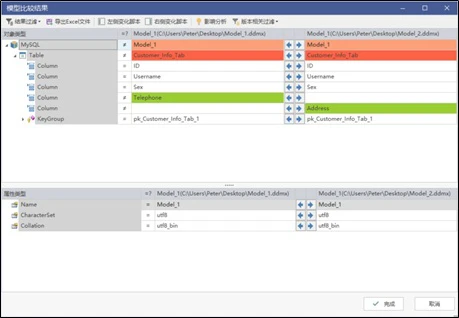 模型比较结果
结果过滤 导出Excel文件 左侧变化脚本 右侧变化脚本 影响分析 版本相关过滤
对象类型 =? Model_1(C:\Users\Peter\Desktop\Model_1.ddmx) Model_1(C:\Users\Peter\Desktop\Model_2.ddmx)
MySQL ≠ Model_1 Model_1
Table ≠ Customer_Info_Tab Customer_Info_Tab
Column = ID ID
Column = Username Username
Column = Sex Sex
Column ≠ Telephone
Column ≠ Address
KeyGroup = pk_Customer_Info_Tab_1 pk_Customer_Info_Tab_1
属性类型 =? Model_1(C:\Users\Peter\Desktop\Model_1.ddmx) Model_1(C:\Users\Peter\Desktop\Model_2.ddmx)
Name = Model_1 Model_1
CharacterSet = utf8 utf8
Collation = utf8_bin utf8_bin
完成 取消